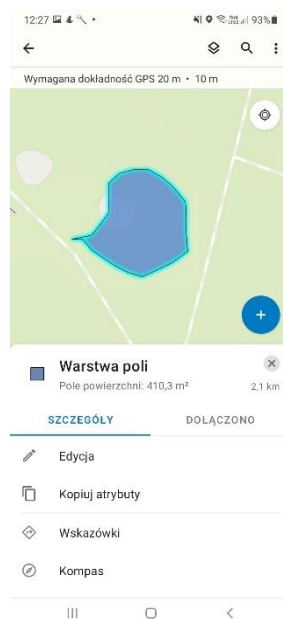 12:27 93%
Wymagana dokładność GPS 20 m • 10 m
Warstwa poli
Pole powierzchni: 410,3 m² 2,1 km
SZCZEGÓŁY DOŁĄCZONO
Edycja
Kopiuj atrybuty
Wskazówki
Kompas